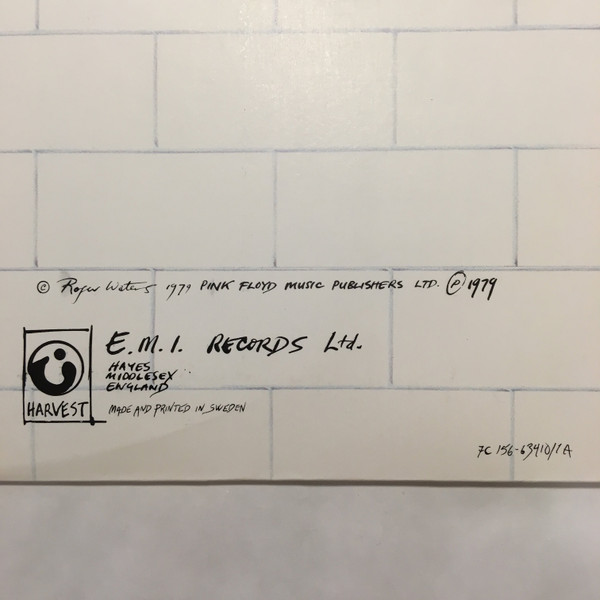 © Roger Waters 1979 PINK FLOYD MUSIC PUBLISHERS LTD. ℗ 1979
E.M.I. RECORDS Ltd.
HAYES
MIDDLESEX
ENGLAND
HARVEST
MADE AND PRINTED IN SWEDEN
7C 156-63410/1A